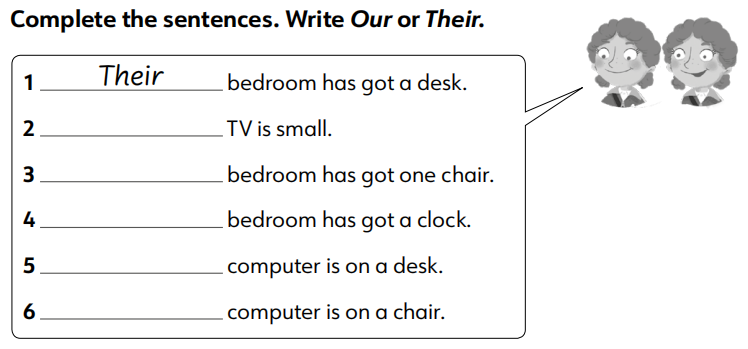 Complete the sentences. Write Our or Their.
1 Their bedroom has got a desk.
2 TV is small.
3 bedroom has got one chair.
4 bedroom has got a clock.
5 computer is on a desk.
6 computer is on a chair.